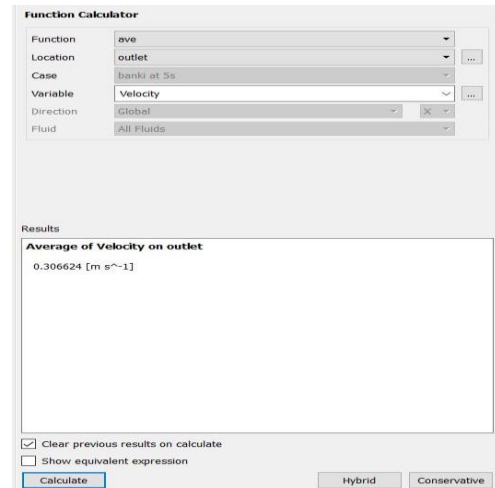 Function Calculator
Function ave
Location outlet ...
Case banki at 5s
Variable Velocity ...
Direction Global X
Fluid All Fluids
Results
Average of Velocity on outlet
0.306624 [m s^-1]
Clear previous results on calculate
Show equivalent expression
Calculate Hybrid Conservative